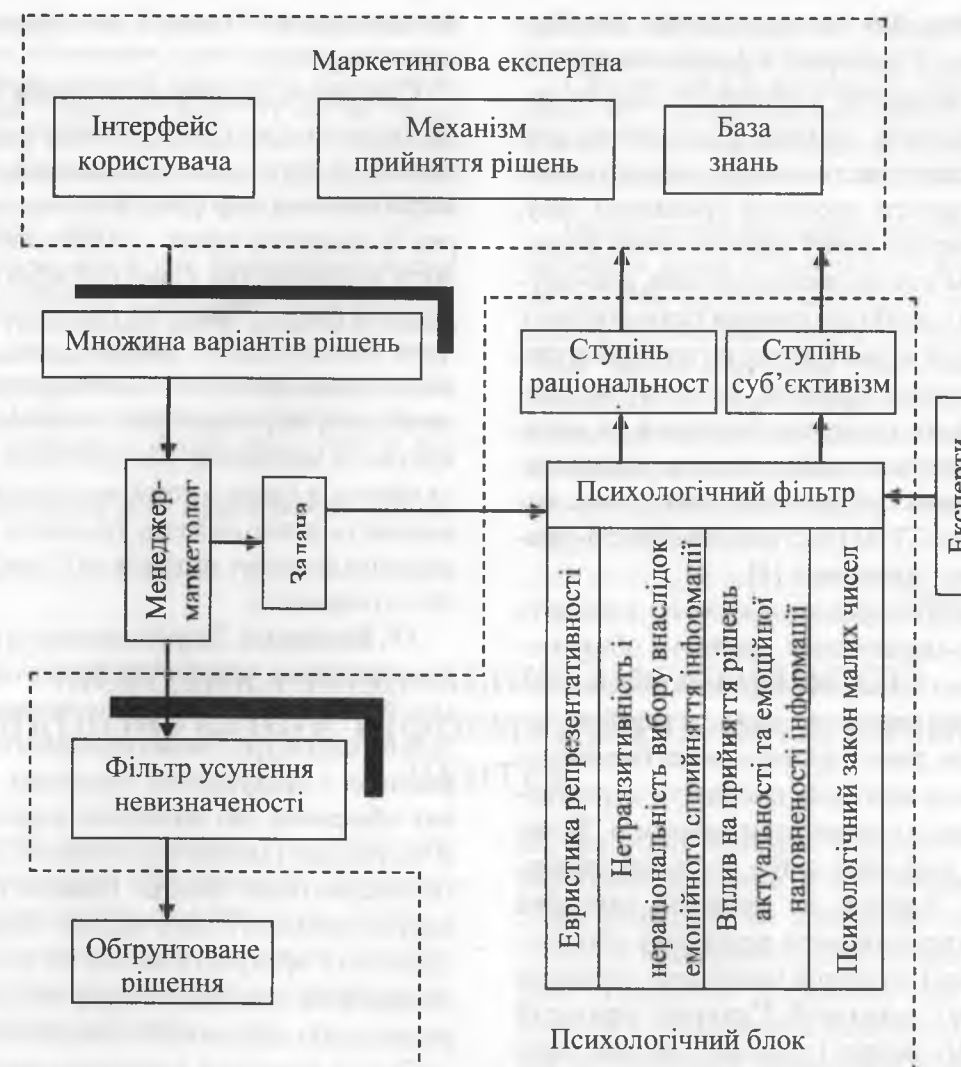 Маркетингова експертна
Інтерфейс
користувача
Механізм
прийняття рішень
База
знань
Множина варіантів рішень
Ступінь
раціональност
Ступінь
суб’єктивізм
Менеджер-
маркетолог
Психологічний фільтр
Експерти
Фільтр усунення
невизначеності
Обґрунтоване
рішення
Евристика репрезентативності
Нетранзитивність і
нераціональність вибору внаслідок
емоційного сприйняття інформації
Вплив на прийняття рішень
актуальності та емоційної
наповненості інформації
Психологічний закон малих чисел
Психологічний блок